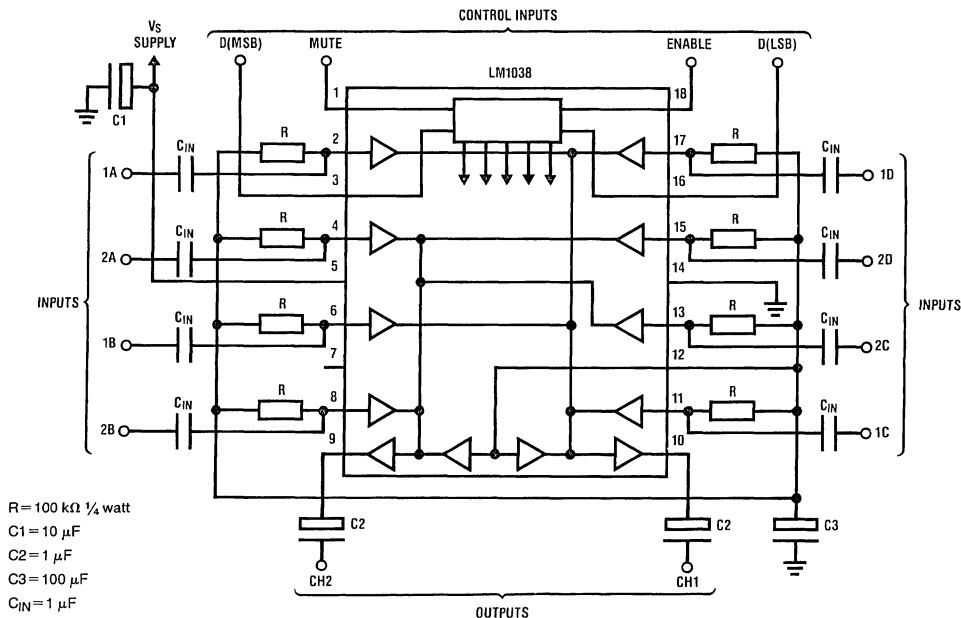 CONTROL INPUTS
VS
SUPPLY
D(MSB)
MUTE
ENABLE
D(LSB)
LM1038
C1
1
18
R
2
17
R
CIN
CIN
1A
3
16
1D
R
4
15
R
CIN
CIN
2A
5
14
2D
INPUTS
INPUTS
R
6
13
R
CIN
CIN
1B
7
12
2C
R
8
11
R
CIN
CIN
2B
9
10
1C
R = 100 kΩ ¼ watt
C1 = 10 μF
C2 = 1 μF
C3 = 100 μF
CIN = 1 μF
C2
C2
C3
CH2
CH1
OUTPUTS